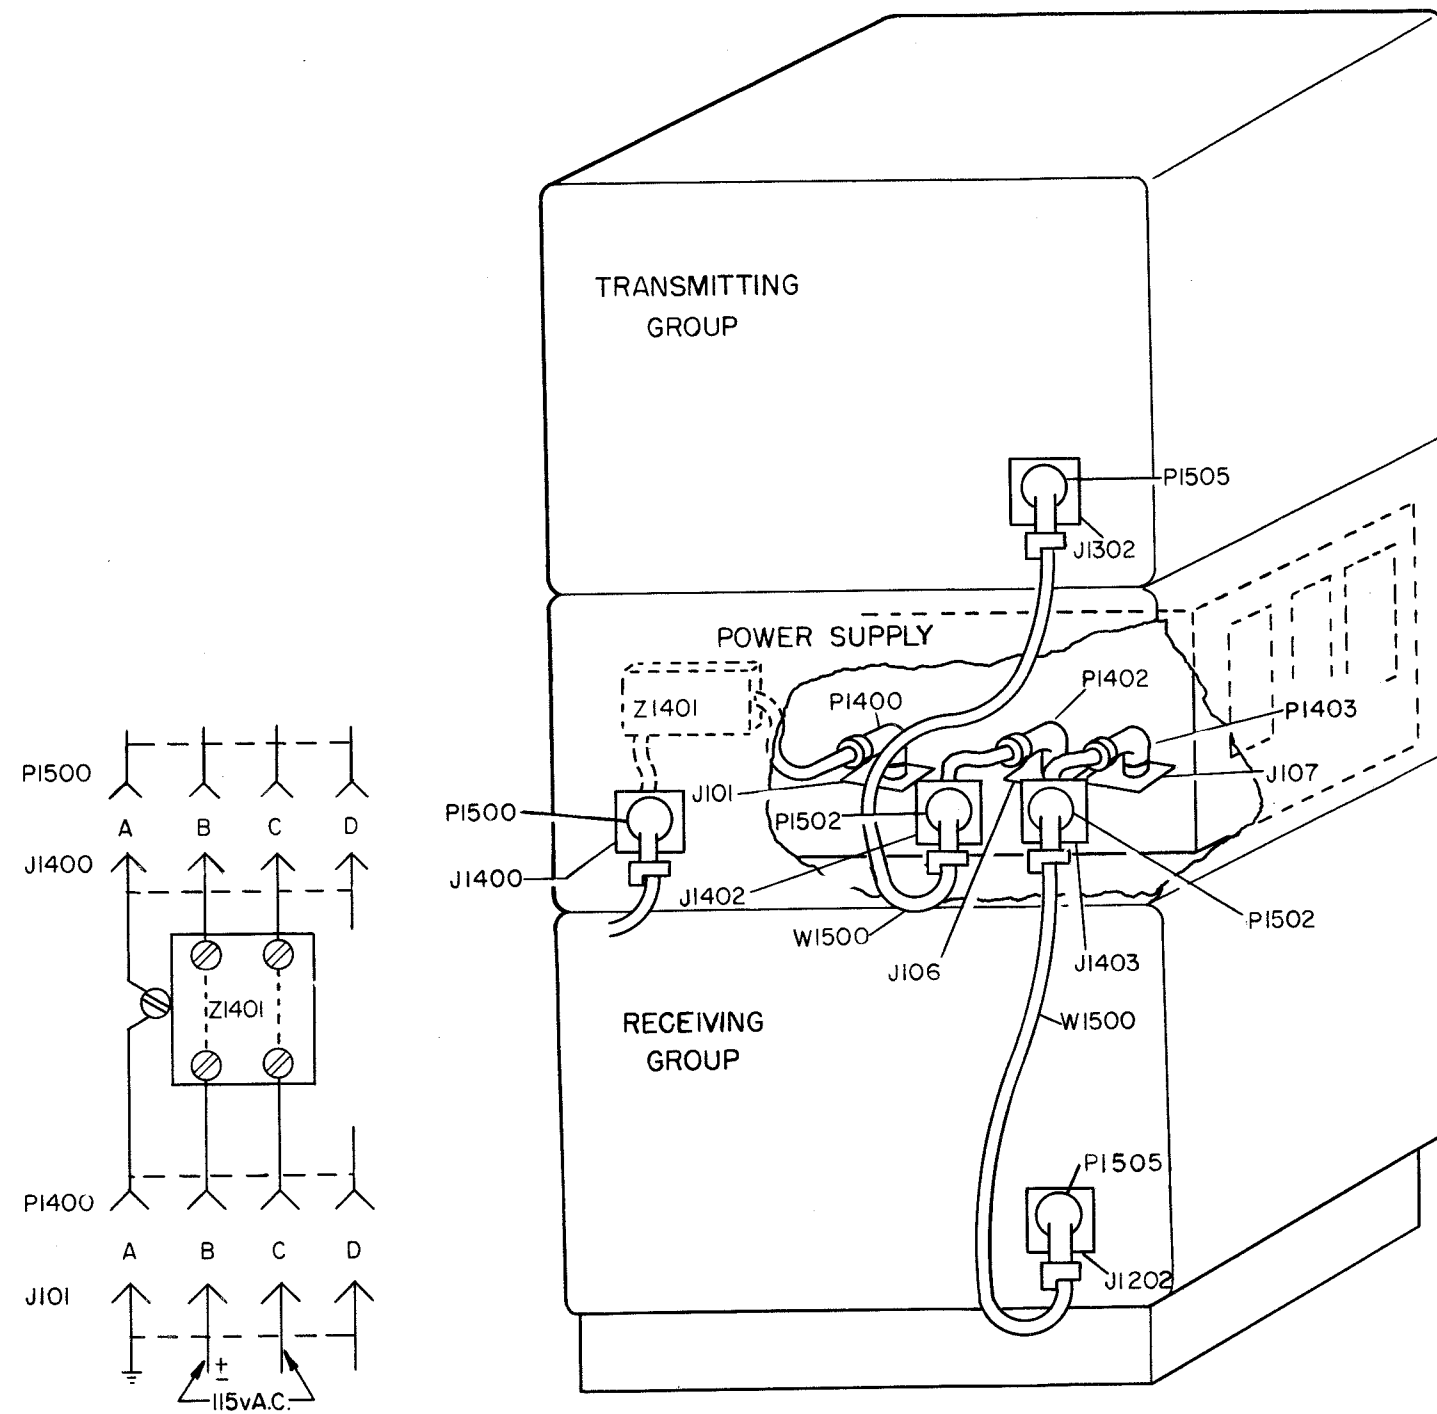 TRANSMITTING
GROUP
P1505
J1302
POWER SUPPLY
Z1401
P1400
P1402
P1403
J101
J107
P1500
P1502
J1400
J1402
W1500
J106
J1403
P1502
RECEIVING
GROUP
W1500
P1505
J1202
P1500
A B C D
J1400
Z1401
P1400
A B C D
J101
±
115vA.C.